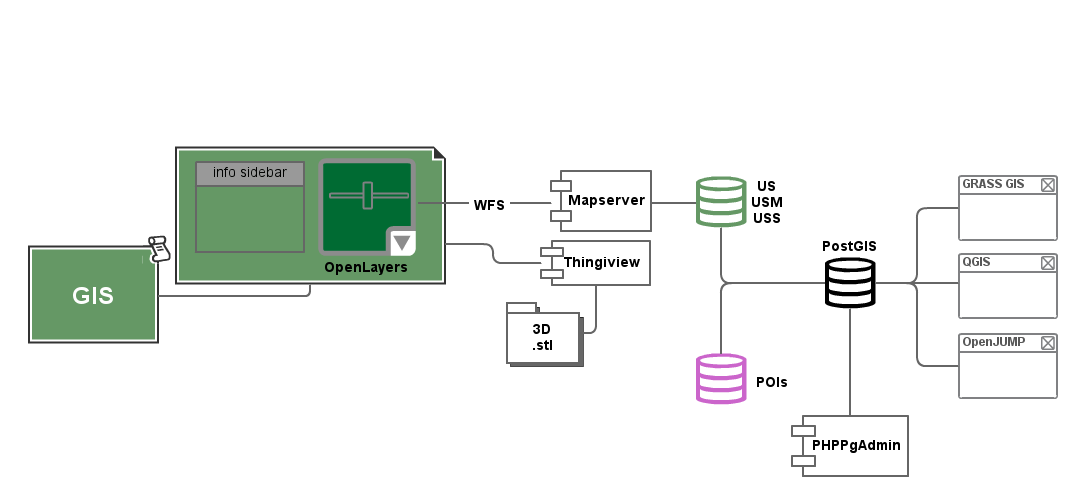 GIS
info sidebar
OpenLayers
WFS
Mapserver
Thingiview
3D
.stl
US
USM
USS
POIs
PostGIS
PHPPgAdmin
GRASS GIS
QGIS
OpenJUMP